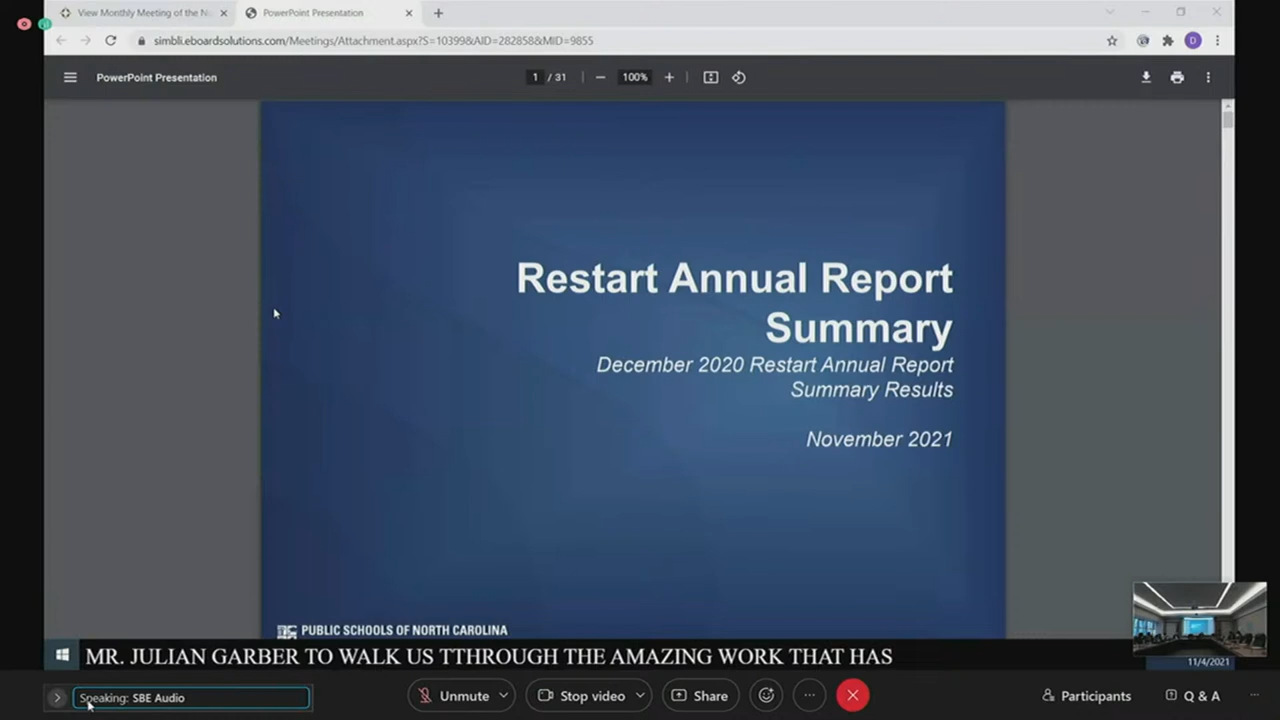 View Monthly Meeting of the N
PowerPoint Presentation
simbli.eboardsolutions.com/Meetings/Attachment.aspx?S=10399&AID=282858&MID=9855
D
PowerPoint Presentation
1 / 31
100%
Restart Annual Report
Summary
December 2020 Restart Annual Report
Summary Results
November 2021
PUBLIC SCHOOLS OF NORTH CAROLINA
MR. JULIAN GARBER TO WALK US TTHROUGH THE AMAZING WORK THAT HAS
11/4/2021
Speaking: SBE Audio
Unmute
Stop video
Share
Participants
Q & A